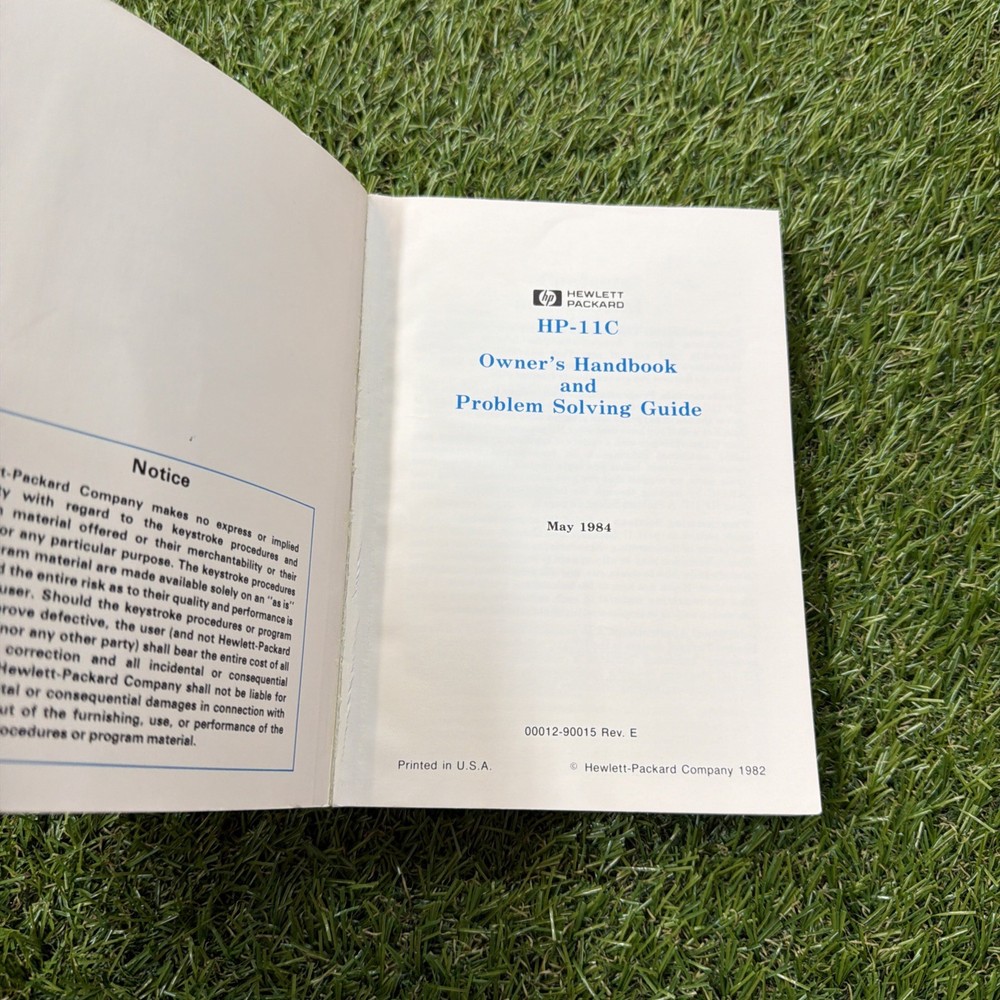 Notice
t-Packard Company makes no express or implied
y with regard to the keystroke procedures and
material offered or their merchantability or their
or any particular purpose. The keystroke procedures
ram material are made available solely on an "as is"
the entire risk as to their quality and performance is
user. Should the keystroke procedures or program
rove defective, the user (and not Hewlett-Packard
nor any other party) shall bear the entire cost of all
correction and all incidental or consequential
Hewlett-Packard Company shall not be liable for
tal or consequential damages in connection with
ut of the furnishing, use, or performance of the
ocedures or program material.
hp HEWLETT
PACKARD
HP-11C
Owner's Handbook
and
Problem Solving Guide
May 1984
00012-90015 Rev. E
Printed in U.S.A.
© Hewlett-Packard Company 1982